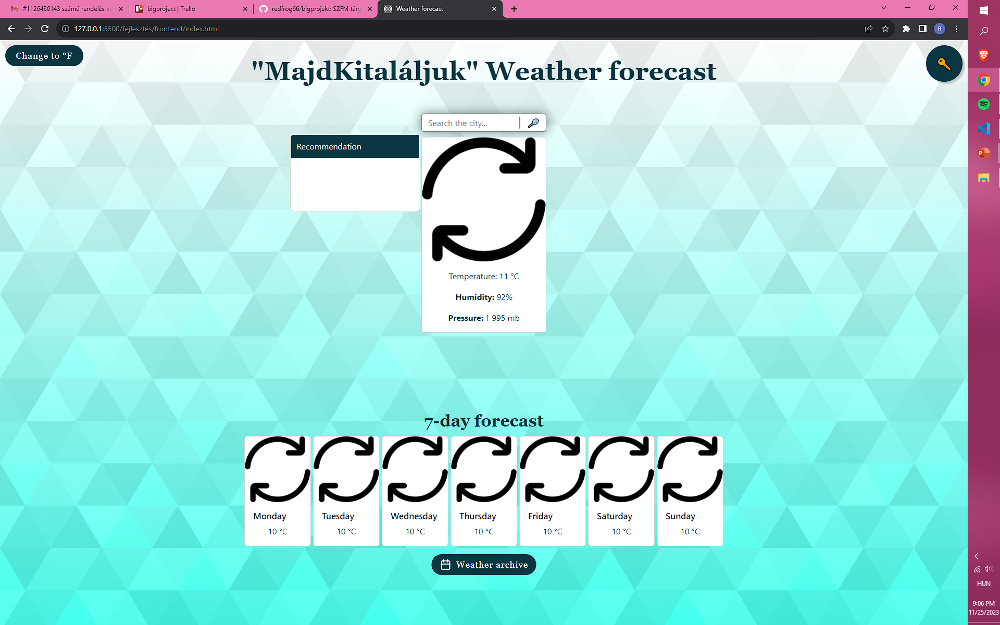 #1126430143 számú rendelés ki
bigproject | Trello
redfrog66/bigprojekt: SZFM tárg
Weather forecast
127.0.0.1:5500/fejlesztés/frontend/index.html
R
Change to °F
"MajdKitaláljuk" Weather forecast
Search the city...
Recommendation
Temperature: 11 °C
Humidity: 92%
Pressure: ↑ 995 mb
7-day forecast
Monday
10 °C
Tuesday
10 °C
Wednesday
10 °C
Thursday
10 °C
Friday
10 °C
Saturday
10 °C
Sunday
10 °C
Weather archive
HUN
9:06 PM
11/25/2023